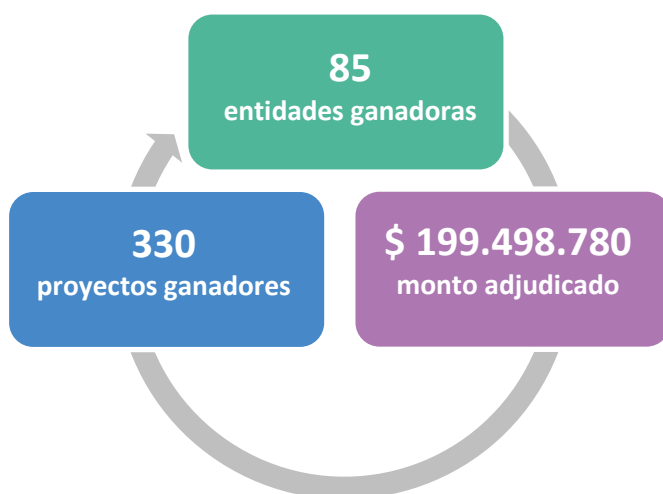 85
entidades ganadoras
330
proyectos ganadores
$ 199.498.780
monto adjudicado